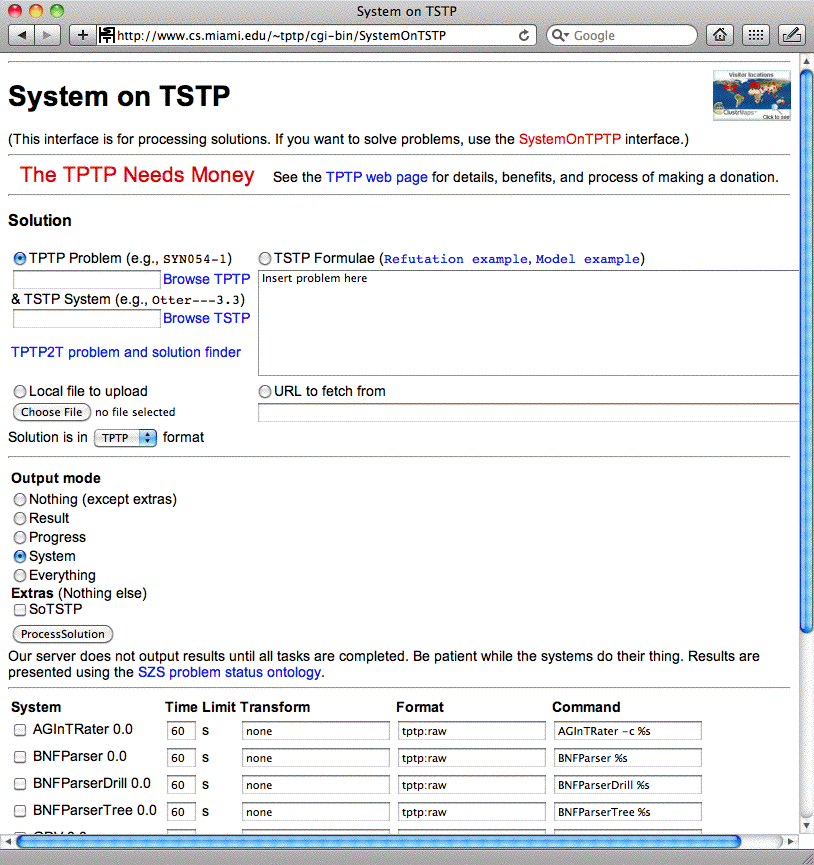 System on TSTP
http://www.cs.miami.edu/~tptp/cgi-bin/SystemOnTSTP
Google
Visitor locations
ClustrMaps™ Click to see
System on TSTP
(This interface is for processing solutions. If you want to solve problems, use the SystemOnTPTP interface.)
The TPTP Needs Money See the TPTP web page for details, benefits, and process of making a donation.
Solution
TPTP Problem (e.g., SYN054-1) TSTP Formulae (Refutation example, Model example)
Browse TPTP Insert problem here
& TSTP System (e.g., Otter---3.3)
Browse TSTP
TPTP2T problem and solution finder
Local file to upload URL to fetch from
Choose File no file selected
Solution is in TPTP format
Output mode
Nothing (except extras)
Result
Progress
System
Everything
Extras (Nothing else)
SoTSTP
ProcessSolution
Our server does not output results until all tasks are completed. Be patient while the systems do their thing. Results are
presented using the SZS problem status ontology.
System Time Limit Transform Format Command
AGInTRater 0.0 60 s none tptp:raw AGInTRater -c %s
BNFParser 0.0 60 s none tptp:raw BNFParser %s
BNFParserDrill 0.0 60 s none tptp:raw BNFParserDrill %s
BNFParserTree 0.0 60 s none tptp:raw BNFParserTree %s